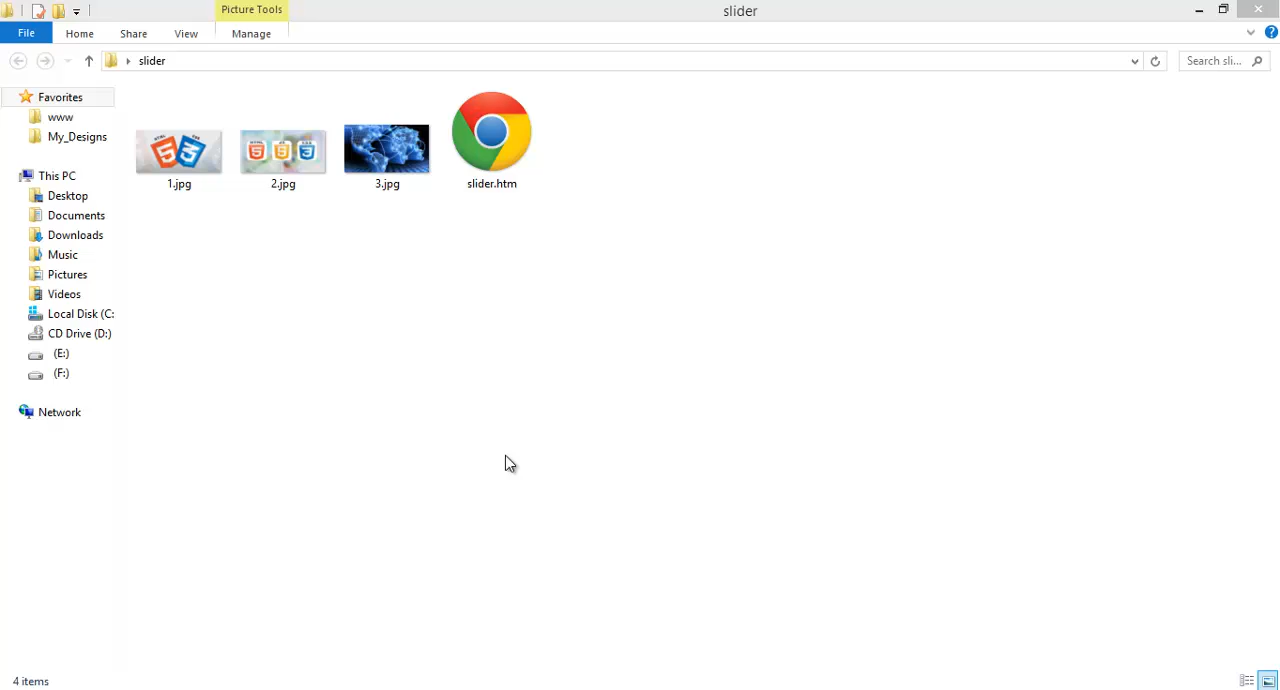 Picture Tools
slider
File
Home
Share
View
Manage
slider
Search sli...
Favorites
www
My_Designs
This PC
Desktop
Documents
Downloads
Music
Pictures
Videos
Local Disk (C:
CD Drive (D:)
(E:)
(F:)
Network
1.jpg
2.jpg
3.jpg
slider.htm
4 items